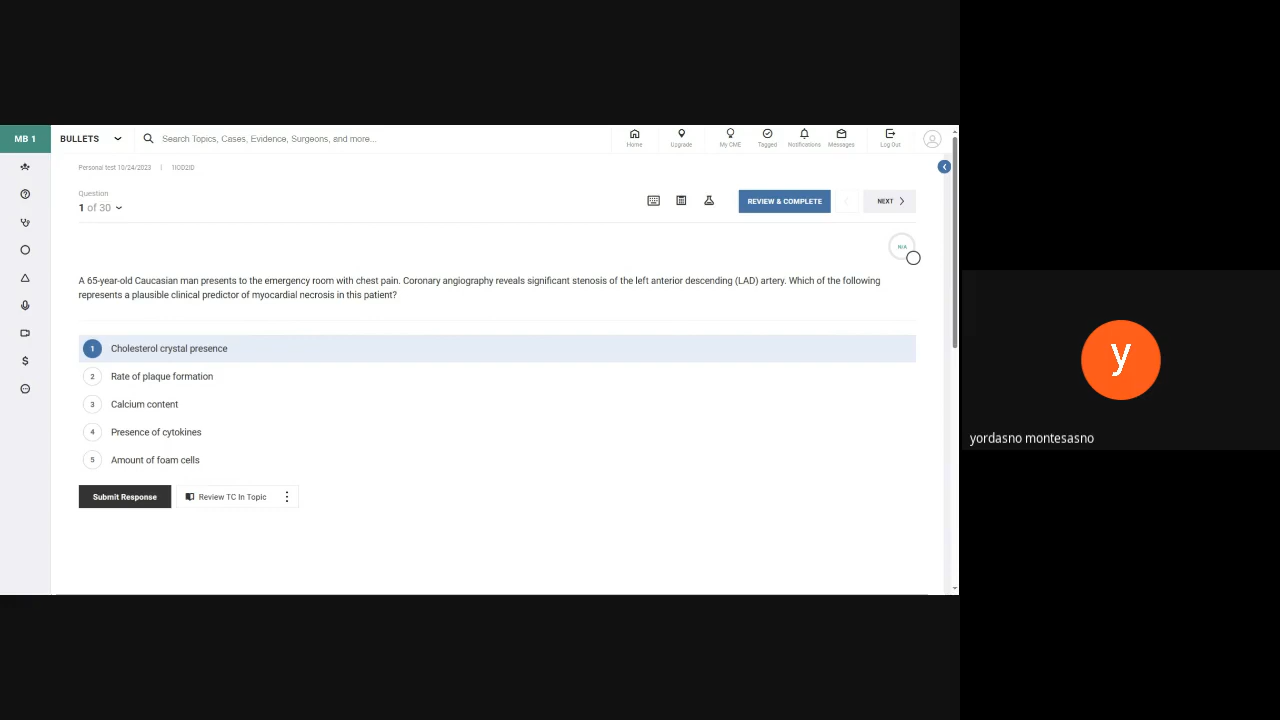 MB 1
BULLETS
Search Topics, Cases, Evidence, Surgeons, and more...
Home
Upgrade
My CME
Tagged
Notifications
Messages
Log Out
Personal test 10/24/2023 |
Question
1 of 30
REVIEW & COMPLETE
NEXT
N/A
A 65-year-old Caucasian man presents to the emergency room with chest pain. Coronary angiography reveals significant stenosis of the left anterior descending (LAD) artery. Which of the following
represents a plausible clinical predictor of myocardial necrosis in this patient?
1 Cholesterol crystal presence
2 Rate of plaque formation
3 Calcium content
4 Presence of cytokines
5 Amount of foam cells
Submit Response
Review TC In Topic
y
yordasno montesasno